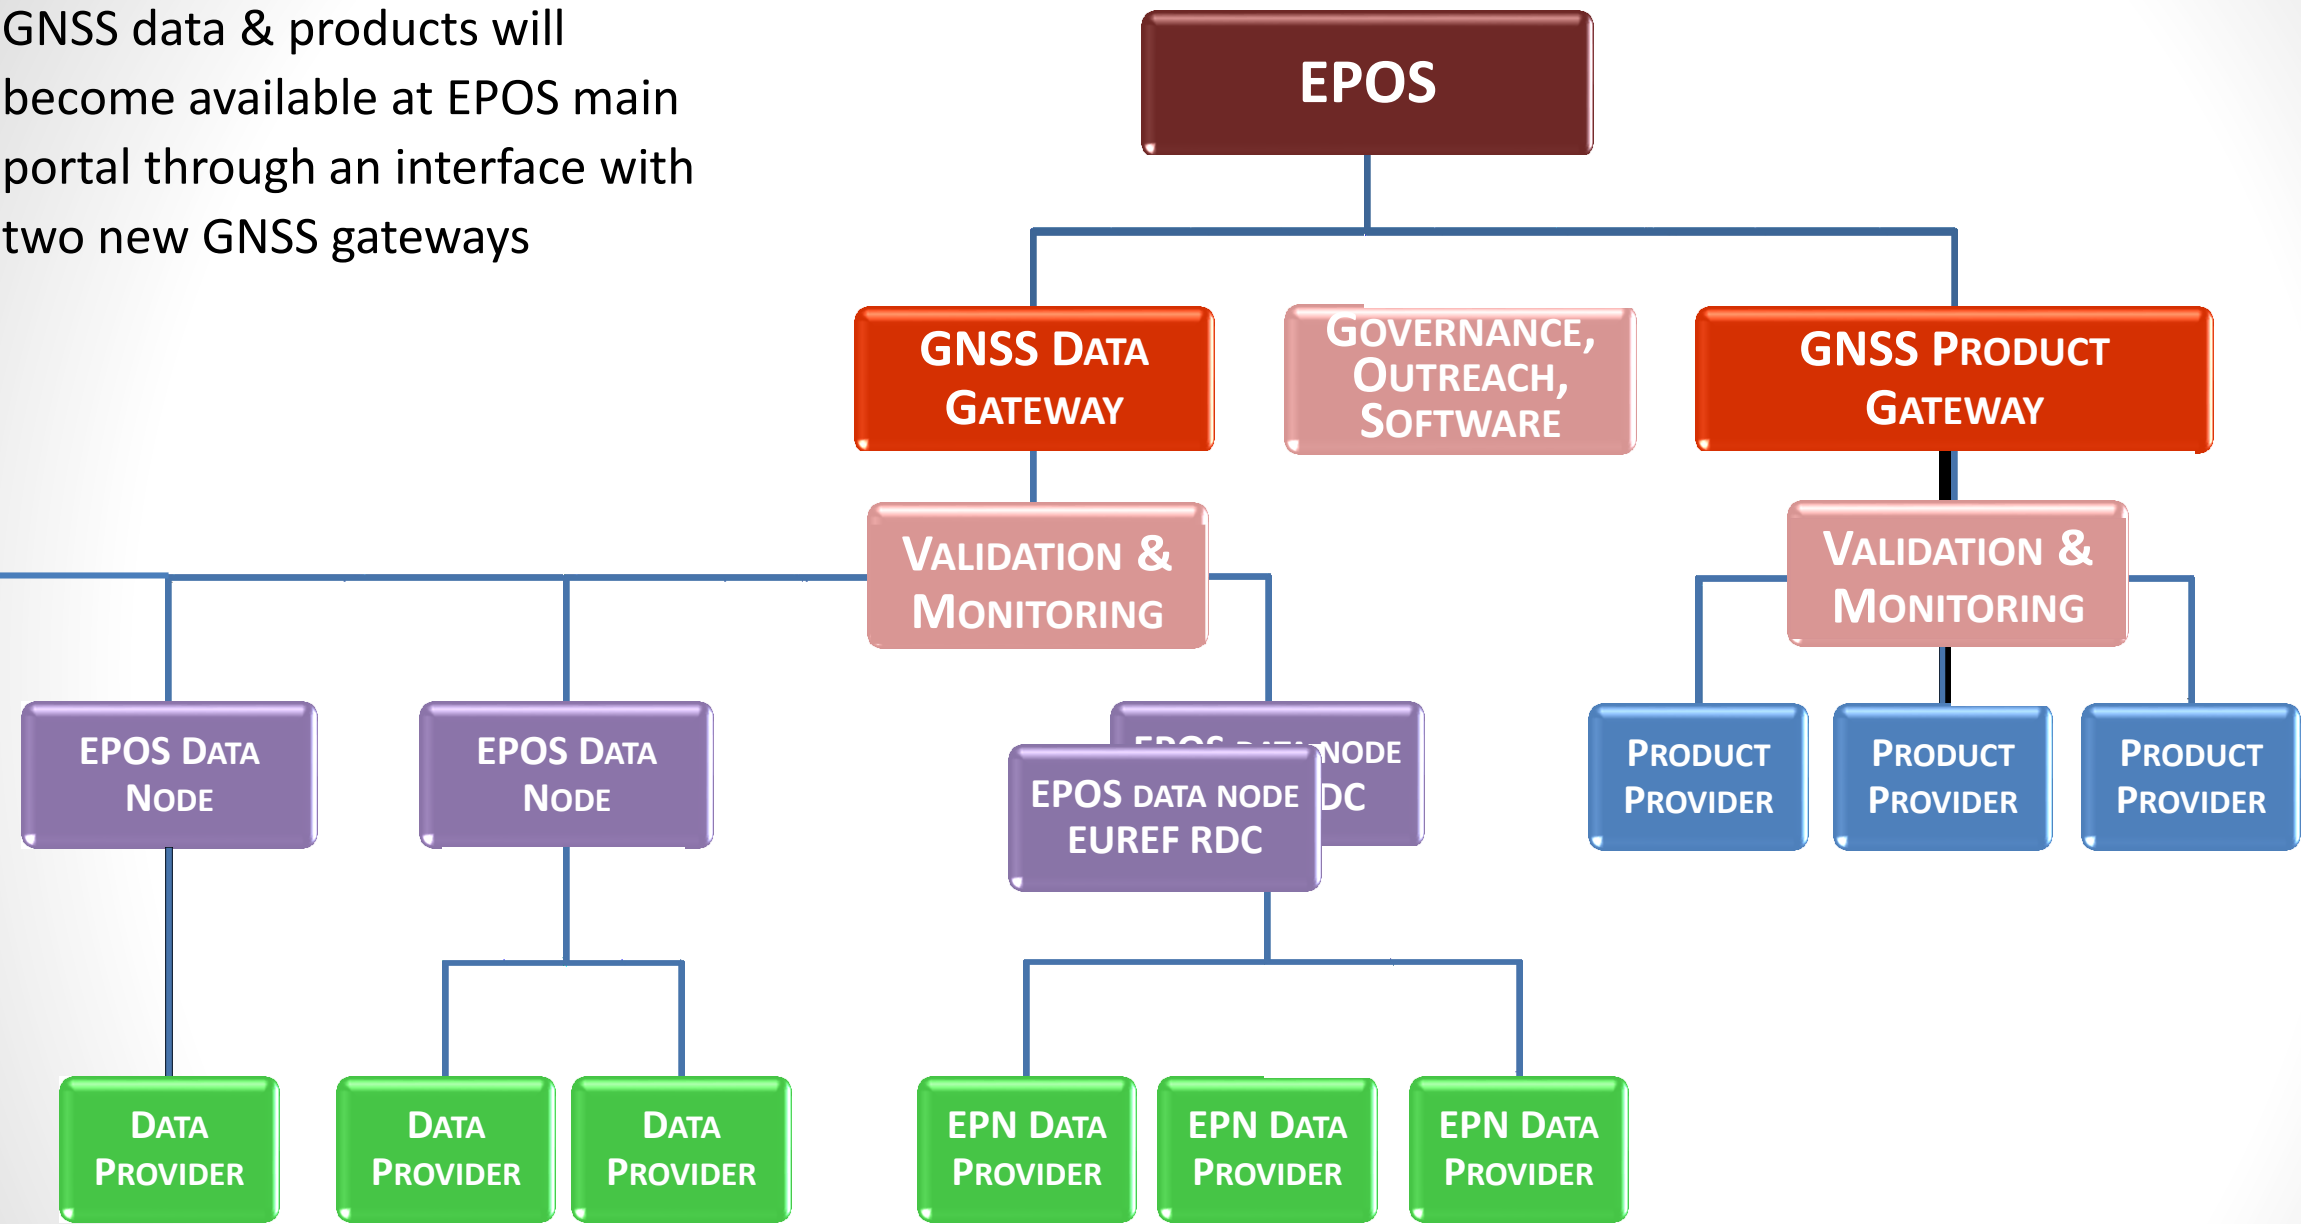 GNSS data & products will
become available at EPOS main
portal through an interface with
two new GNSS gateways
EPOS
GNSS DATA
GATEWAY
GOVERNANCE,
OUTREACH,
SOFTWARE
GNSS PRODUCT
GATEWAY
VALIDATION &
MONITORING
VALIDATION &
MONITORING
EPOS DATA
NODE
EPOS DATA
NODE
EPOS DATA NODE
DC
EPOS DATA NODE
EUREF RDC
PRODUCT
PROVIDER
PRODUCT
PROVIDER
PRODUCT
PROVIDER
DATA
PROVIDER
DATA
PROVIDER
DATA
PROVIDER
EPN DATA
PROVIDER
EPN DATA
PROVIDER
EPN DATA
PROVIDER